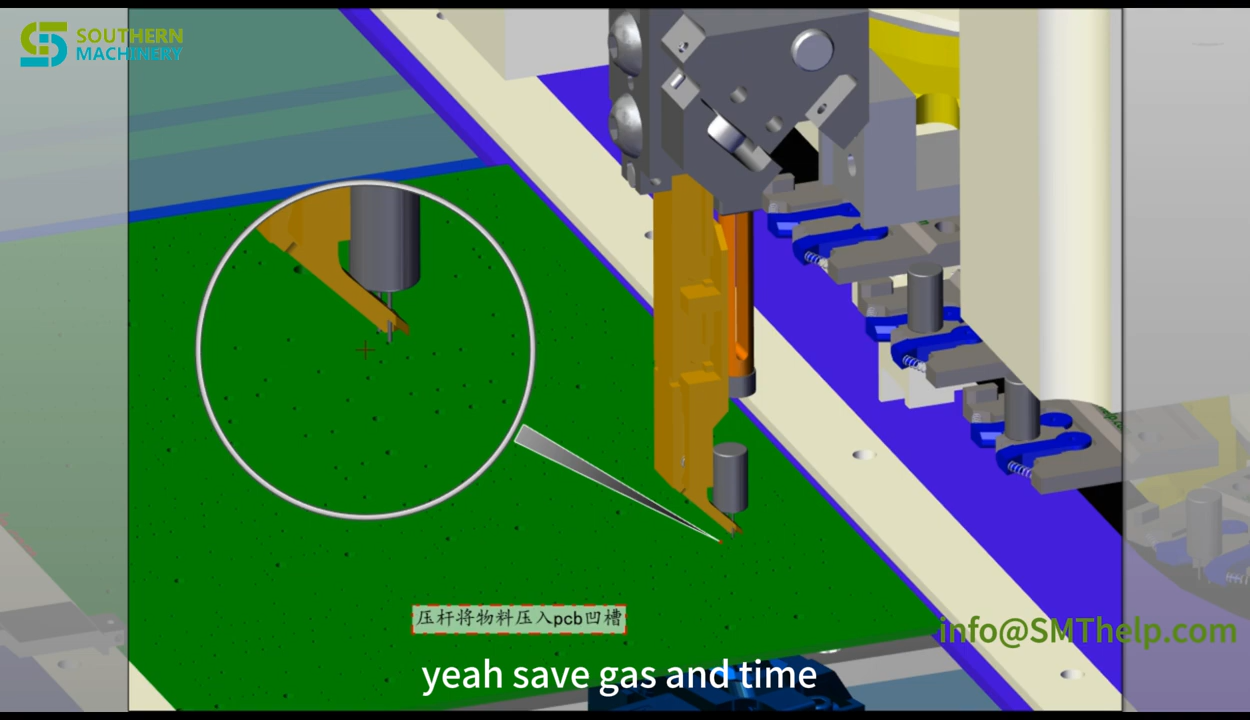 SOUTHERN
MACHINERY
压杆将物料压入pcb凹槽
info@SMThelp.com
yeah save gas and time